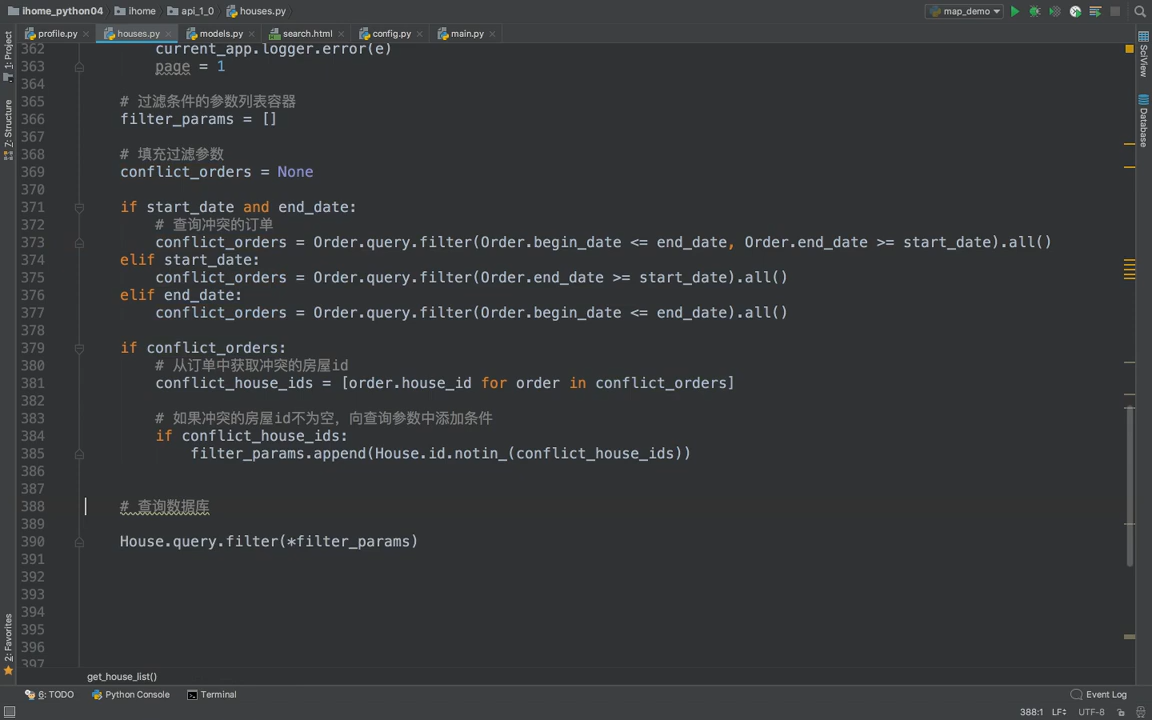 ihome_python04
ihome
api_1_0
houses.py
map_demo
profile.py
houses.py
models.py
search.html
config.py
main.py
1: Project
7: Structure
2: Favorites
SciView
Database
362 current_app.logger.error(e)
363 page = 1
364
365 # 过滤条件的参数列表容器
366 filter_params = []
367
368 # 填充过滤参数
369 conflict_orders = None
370
371 if start_date and end_date:
372 # 查询冲突的订单
373 conflict_orders = Order.query.filter(Order.begin_date <= end_date, Order.end_date >= start_date).all()
374 elif start_date:
375 conflict_orders = Order.query.filter(Order.end_date >= start_date).all()
376 elif end_date:
377 conflict_orders = Order.query.filter(Order.begin_date <= end_date).all()
378
379 if conflict_orders:
380 # 从订单中获取冲突的房屋id
381 conflict_house_ids = [order.house_id for order in conflict_orders]
382
383 # 如果冲突的房屋id不为空，向查询参数中添加条件
384 if conflict_house_ids:
385 filter_params.append(House.id.notin_(conflict_house_ids))
386
387
388 # 查询数据库
389
390 House.query.filter(*filter_params)
391
392
393
394
395
396
397
get_house_list()
6: TODO
Python Console
Terminal
Event Log
388:1 LF UTF-8